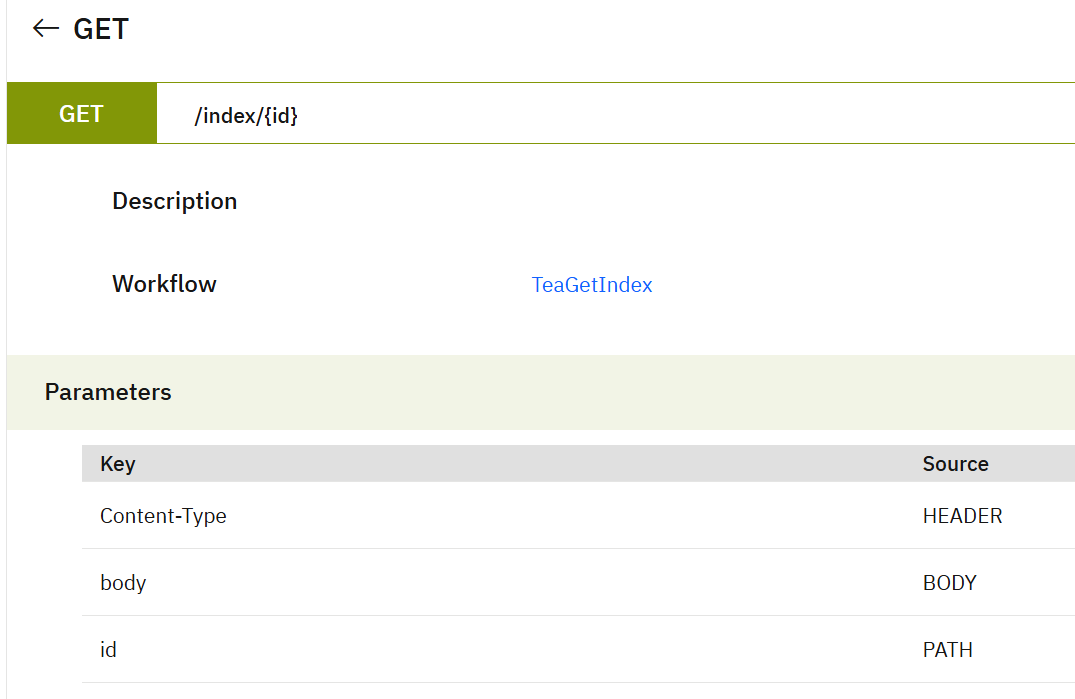 ← GET
GET /index/{id}
Description
Workflow TeaGetIndex
Parameters
Key Source
Content-Type HEADER
body BODY
id PATH